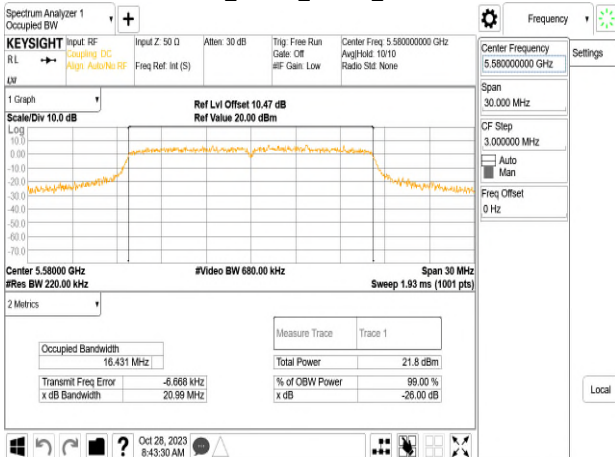 Spectrum Analyzer 1
Occupied BW
+
Frequency
KEYSIGHT
RL
Input: RF
Coupling: DC
Align: Auto/No RF
Input Z: 50 Ω
Freq Ref: Int (S)
Atten: 30 dB
Trig: Free Run
Gate: Off
#IF Gain: Low
Center Freq: 5.580000000 GHz
Avg|Hold: 10/10
Radio Std: None
1 Graph
Scale/Div 10.0 dB
Ref Lvl Offset 10.47 dB
Ref Value 20.00 dBm
Log
10.0
0.00
-10.0
-20.0
-30.0
-40.0
-50.0
-60.0
-70.0
Center 5.58000 GHz
#Res BW 220.00 kHz
#Video BW 680.00 kHz
Span 30 MHz
Sweep 1.93 ms (1001 pts)
2 Metrics
Measure Trace Trace 1
Occupied Bandwidth
16.431 MHz
Total Power 21.8 dBm
Transmit Freq Error -6.668 kHz
% of OBW Power 99.00 %
x dB Bandwidth 20.99 MHz
x dB -26.00 dB
Center Frequency
5.580000000 GHz
Settings
Span
30.000 MHz
CF Step
3.000000 MHz
Auto
Man
Freq Offset
0 Hz
Local
?
Oct 28, 2023
8:43:30 AM